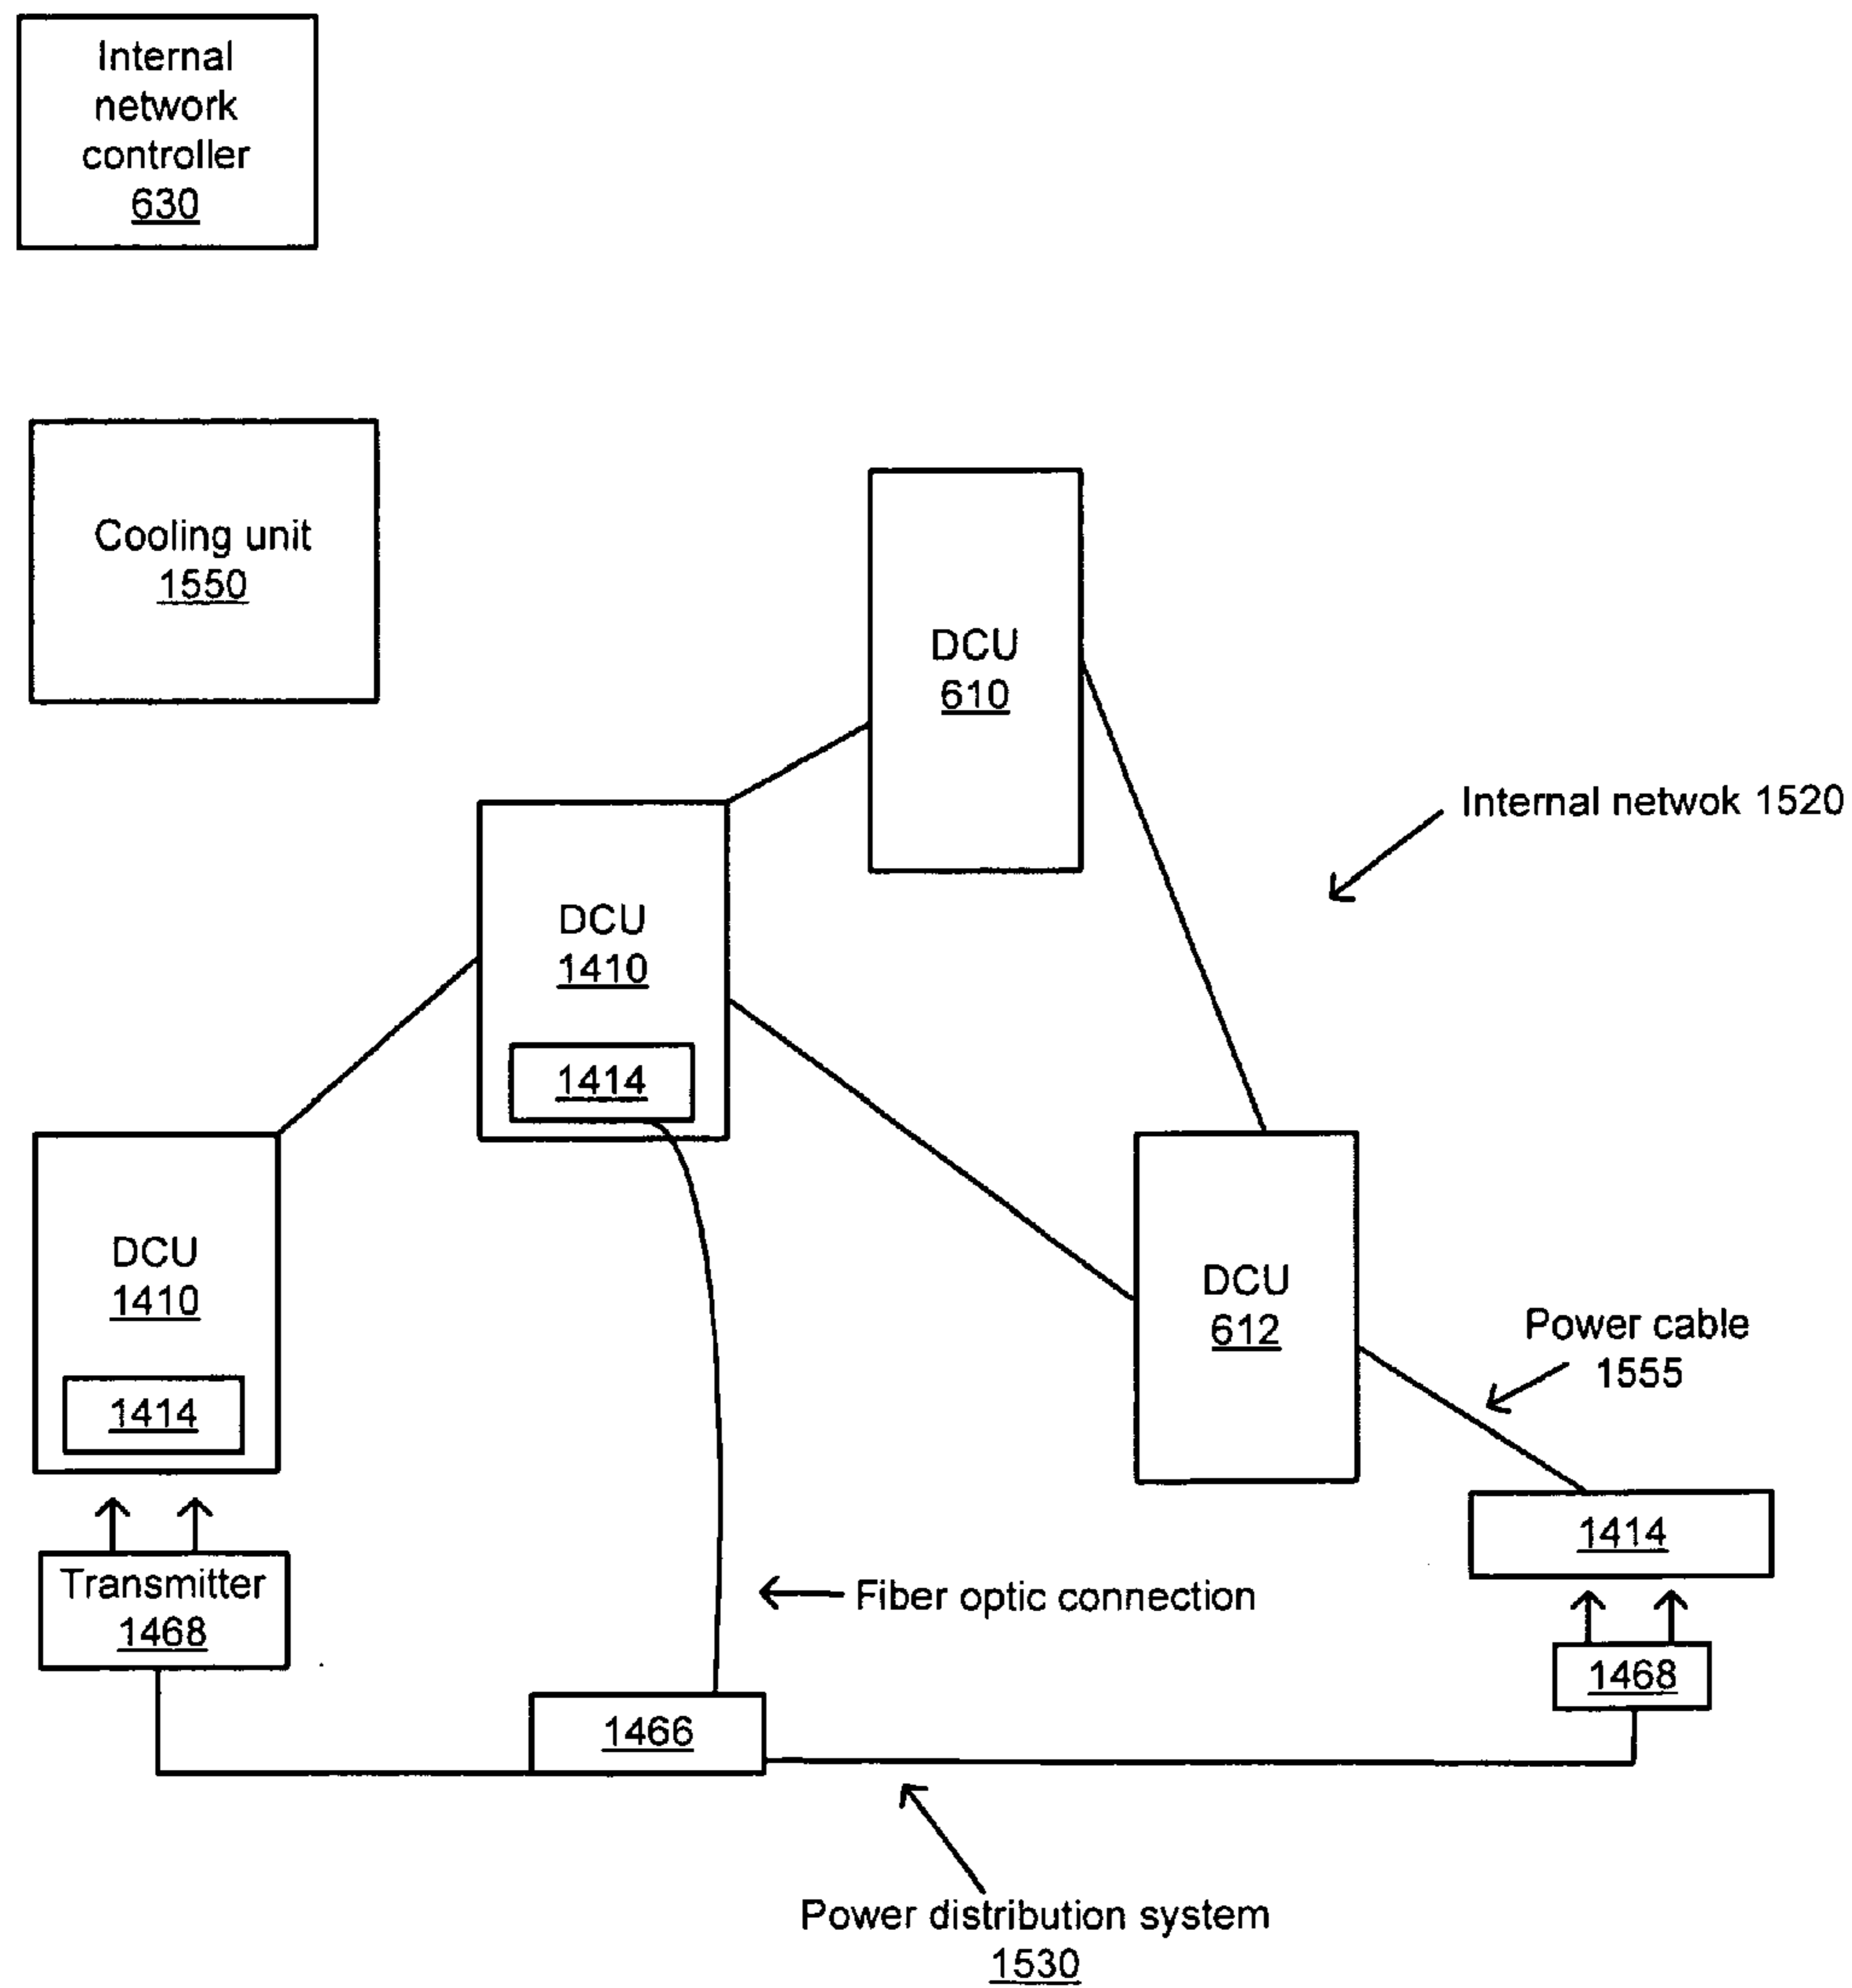 Internal
network
controller
630
Cooling unit
1550
DCU
610
Internal netwok 1520
DCU
1410
1414
DCU
1410
1414
DCU
612
Power cable
1555
1414
Transmitter
1468
Fiber optic connection
1468
1466
Power distribution system
1530